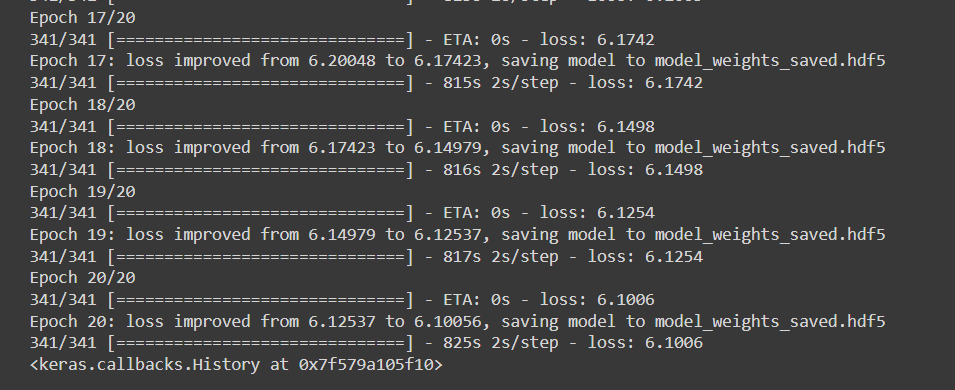 Epoch 17/20
341/341 [==============================] - ETA: 0s - loss: 6.1742
Epoch 17: loss improved from 6.20048 to 6.17423, saving model to model_weights_saved.hdf5
341/341 [==============================] - 815s 2s/step - loss: 6.1742
Epoch 18/20
341/341 [==============================] - ETA: 0s - loss: 6.1498
Epoch 18: loss improved from 6.17423 to 6.14979, saving model to model_weights_saved.hdf5
341/341 [==============================] - 816s 2s/step - loss: 6.1498
Epoch 19/20
341/341 [==============================] - ETA: 0s - loss: 6.1254
Epoch 19: loss improved from 6.14979 to 6.12537, saving model to model_weights_saved.hdf5
341/341 [==============================] - 817s 2s/step - loss: 6.1254
Epoch 20/20
341/341 [==============================] - ETA: 0s - loss: 6.1006
Epoch 20: loss improved from 6.12537 to 6.10056, saving model to model_weights_saved.hdf5
341/341 [==============================] - 825s 2s/step - loss: 6.1006
<keras.callbacks.History at 0x7f579a105f10>